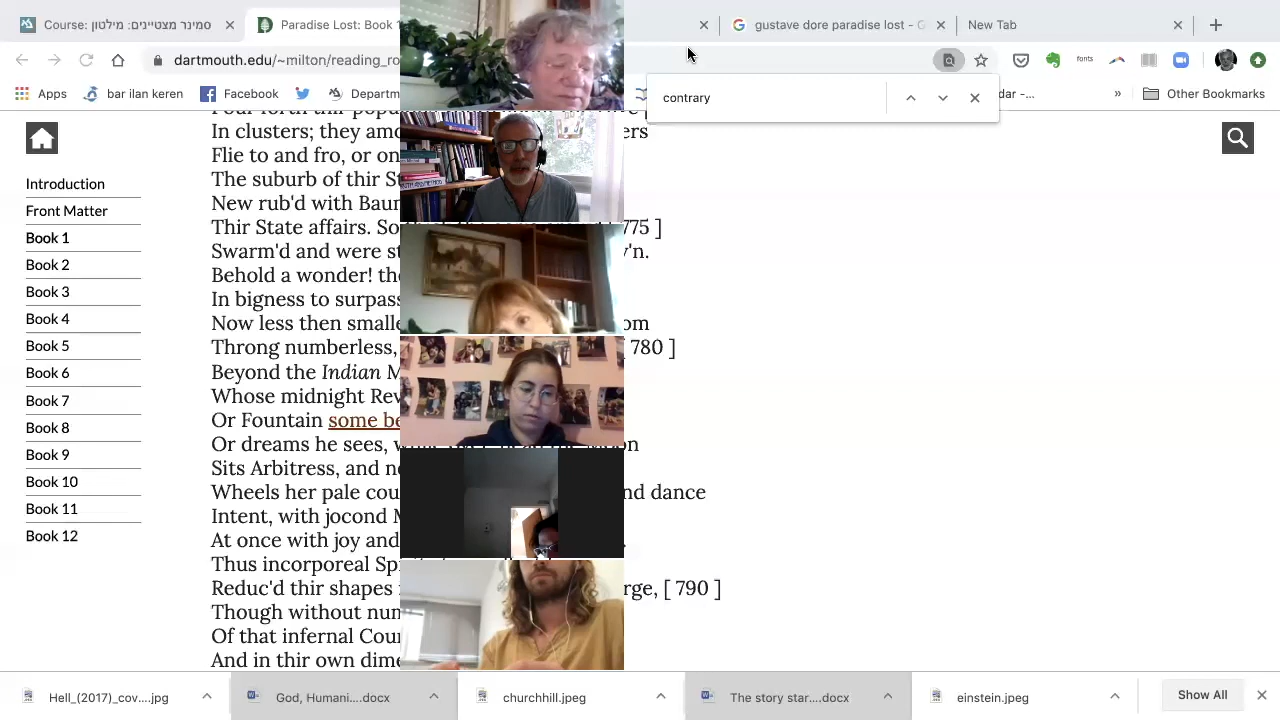 Course: סמינר מצטיינים: מילטון
Paradise Lost: Book 1
gustave dore paradise lost - G
New Tab
dartmouth.edu/~milton/reading_ro
fonts
Apps
bar ilan keren
Facebook
Departm
dar -...
»
Other Bookmarks
contrary
In clusters; they amo
ers
Flie to and fro, or on
The suburb of thir St
New rub'd with Baun
Thir State affairs. So
775 ]
Swarm'd and were st
y'n.
Behold a wonder! the
In bigness to surpass
Now less then smalle
om
Throng numberless,
[ 780 ]
Beyond the Indian M
Whose midnight Rev
Or Fountain some be
Or dreams he sees, w
on
Sits Arbitress, and ne
Wheels her pale cou
nd dance
Intent, with jocond M
At once with joy and
Thus incorporeal Spi
Reduc'd thir shapes
rge, [ 790 ]
Though without num
Of that infernal Cour
And in thir own dime
Introduction
Front Matter
Book 1
Book 2
Book 3
Book 4
Book 5
Book 6
Book 7
Book 8
Book 9
Book 10
Book 11
Book 12
Hell_(2017)_cov....jpg
God, Humani....docx
churchhill.jpeg
The story star....docx
einstein.jpeg
Show All